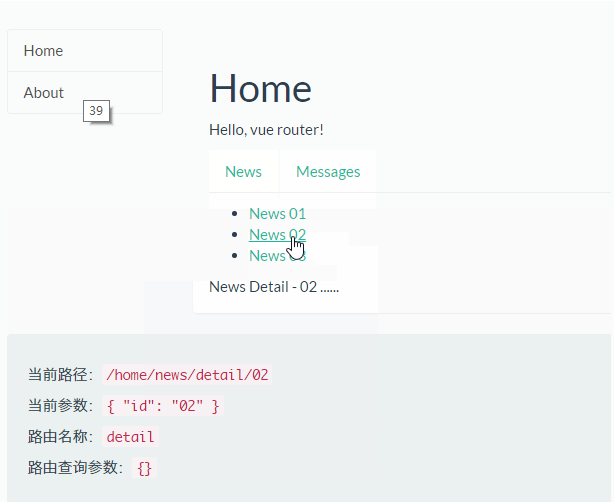 Home
About
39
Home
Hello, vue router!
News
Messages
News 01
News 02
News 03
News Detail - 02 ......
当前路径： /home/news/detail/02
当前参数： { "id": "02" }
路由名称： detail
路由查询参数： {}